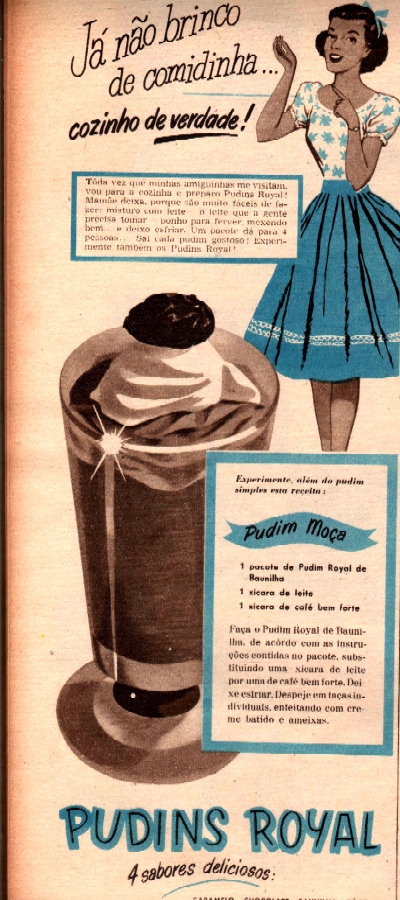 Já não brinco
de comidinha...
cozinho de verdade!
Tôda vez que minhas amiguinhas me visitam,
vou para a cozinha e preparo Pudins Royal!
Mamãe deixa, porque são muito fáceis de fa-
zer: misturo com leite - o leite que a gente
precisa tomar - ponho para ferver, mexendo
bem... e deixo esfriar. Um pacote dá para 4
pessoas... Sai cada pudim gostoso! Experi-
mente também os Pudins Royal!
Experimente, além do pudim
simples esta receita:
Pudim Moça
1 pacote de Pudim Royal de
Baunilha
1 xícara de leite
1 xícara de café bem forte
Faça o Pudim Royal de Bauni-
lha, de acôrdo com as instru-
ções contidas no pacote, subs-
tituindo uma xícara de leite
por uma de café bem forte. Dei-
xe esfriar. Despeje em taças in-
dividuais, enfeitando com cre-
me batido e ameixas.
PUDINS ROYAL
4 sabores deliciosos: